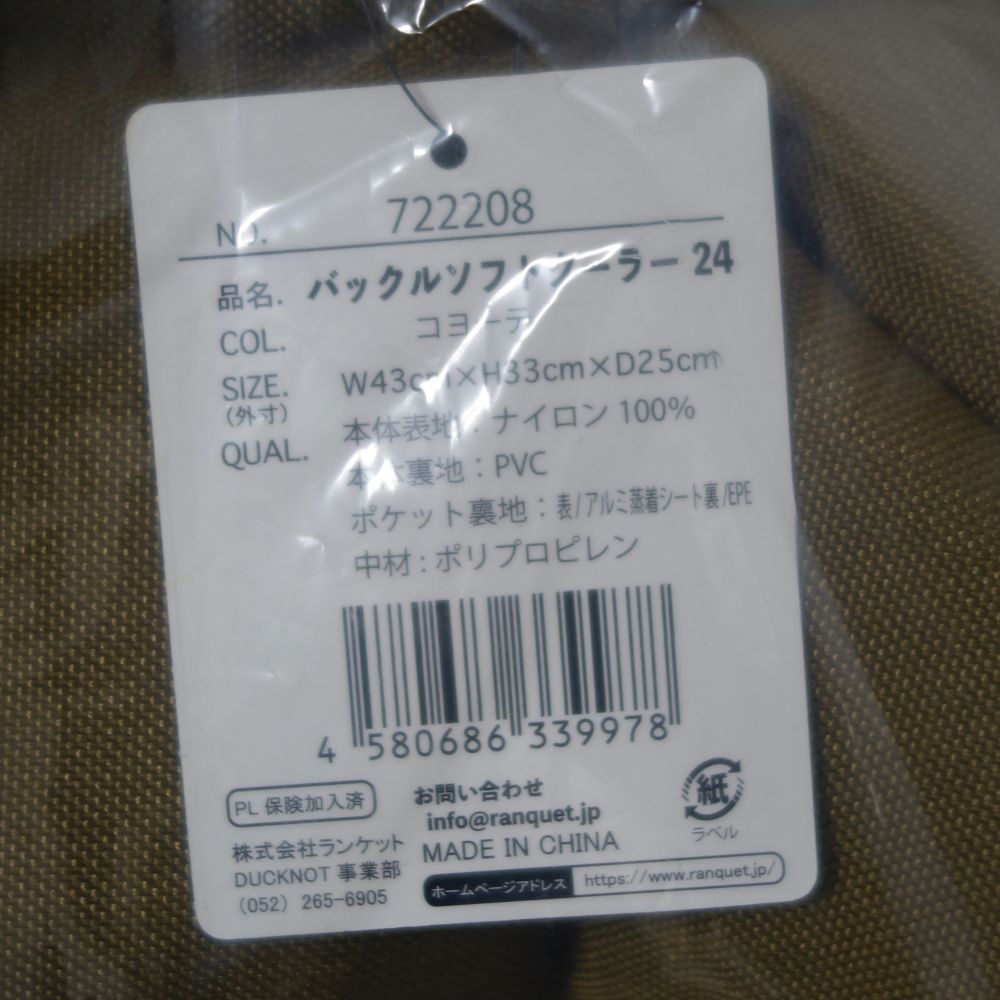 No. 722208
品名. バックルソフトクーラー 24
COL. コヨーテ
SIZE. W43cm×H33cm×D25cm
(外寸)
QUAL. 本体表地：ナイロン 100%
本体裏地：PVC
ポケット裏地：表/アルミ蒸着シート裏/EPE
中材：ポリプロピレン
4 580686 339978
PL 保険加入済
株式会社ランケット
DUCKNOT 事業部
(052) 265-6905
お問い合わせ
info@ranquet.jp
MADE IN CHINA
ホームページアドレス https://www.ranquet.jp/
紙
ラベル